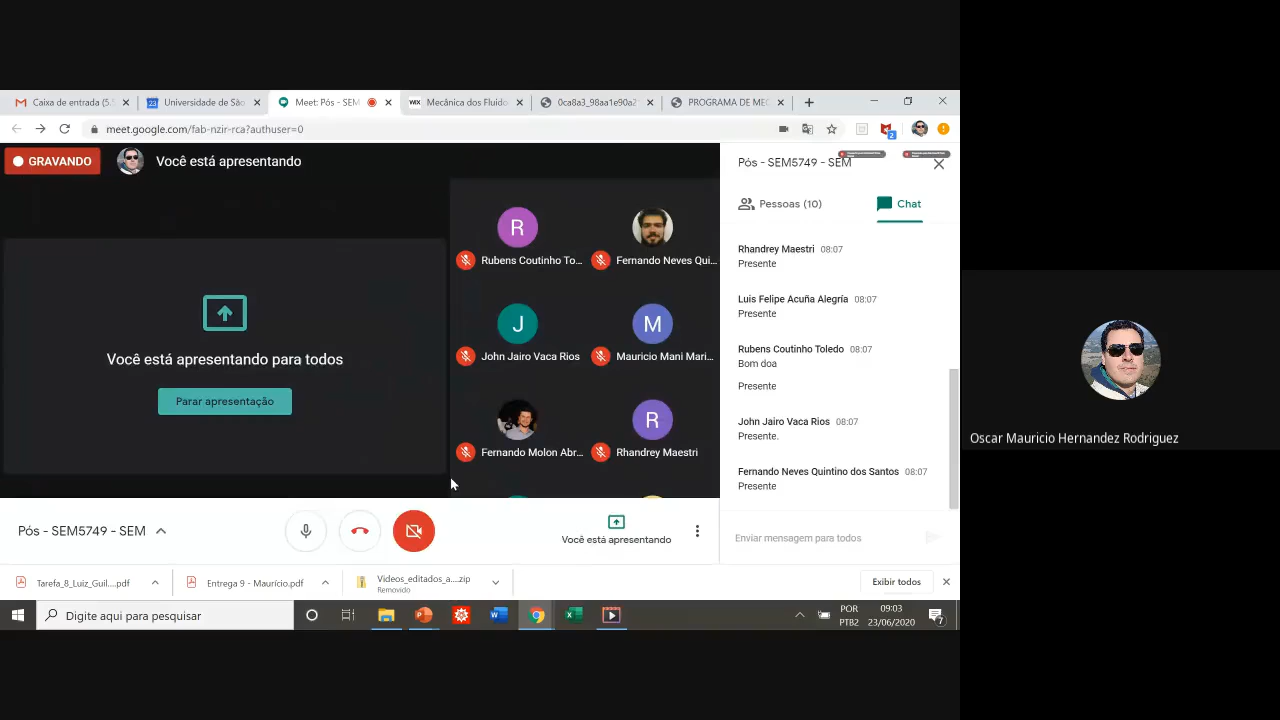 Caixa de entrada (5.5
Universidade de São
Meet: Pós - SEM
WIX Mecânica dos Fluido
0ca8a3_98aa1e90a2
PROGRAMA DE MEC
meet.google.com/fab-nzir-rca?authuser=0
2
GRAVANDO
Você está apresentando
Você está apresentando para todos
Parar apresentação
R
Rubens Coutinho To...
Fernando Neves Qui...
J
John Jairo Vaca Rios
M
Mauricio Mani Mari...
Fernando Molon Abr...
R
Rhandrey Maestri
Pós - SEM5749 - SEM
Pessoas (10)
Chat
Rhandrey Maestri 08:07
Presente
Luis Felipe Acuña Alegría 08:07
Presente
Rubens Coutinho Toledo 08:07
Bom doa
Presente
John Jairo Vaca Rios 08:07
Presente.
Fernando Neves Quintino dos Santos 08:07
Presente
Enviar mensagem para todos
Pós - SEM5749 - SEM
Você está apresentando
Tarefa_8_Luiz_Guil....pdf
Entrega 9 - Maurício.pdf
Videos_editados_a....zip
Removido
Exibir todos
Digite aqui para pesquisar
POR
PTB2
09:03
23/06/2020
7
Oscar Mauricio Hernandez Rodriguez